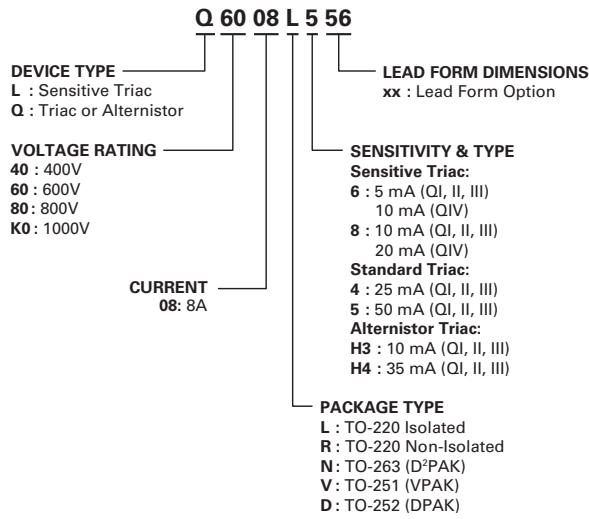 Q 60 08 L 5 56
DEVICE TYPE
L : Sensitive Triac
Q : Triac or Alternistor
VOLTAGE RATING
40 : 400V
60 : 600V
80 : 800V
K0 : 1000V
CURRENT
08: 8A
LEAD FORM DIMENSIONS
xx : Lead Form Option
SENSITIVITY & TYPE
Sensitive Triac:
6 : 5 mA (QI, II, III)
10 mA (QIV)
8 : 10 mA (QI, II, III)
20 mA (QIV)
Standard Triac:
4 : 25 mA (QI, II, III)
5 : 50 mA (QI, II, III)
Alternistor Triac:
H3 : 10 mA (QI, II, III)
H4 : 35 mA (QI, II, III)
PACKAGE TYPE
L : TO-220 Isolated
R : TO-220 Non-Isolated
N : TO-263 (D²PAK)
V : TO-251 (VPAK)
D : TO-252 (DPAK)